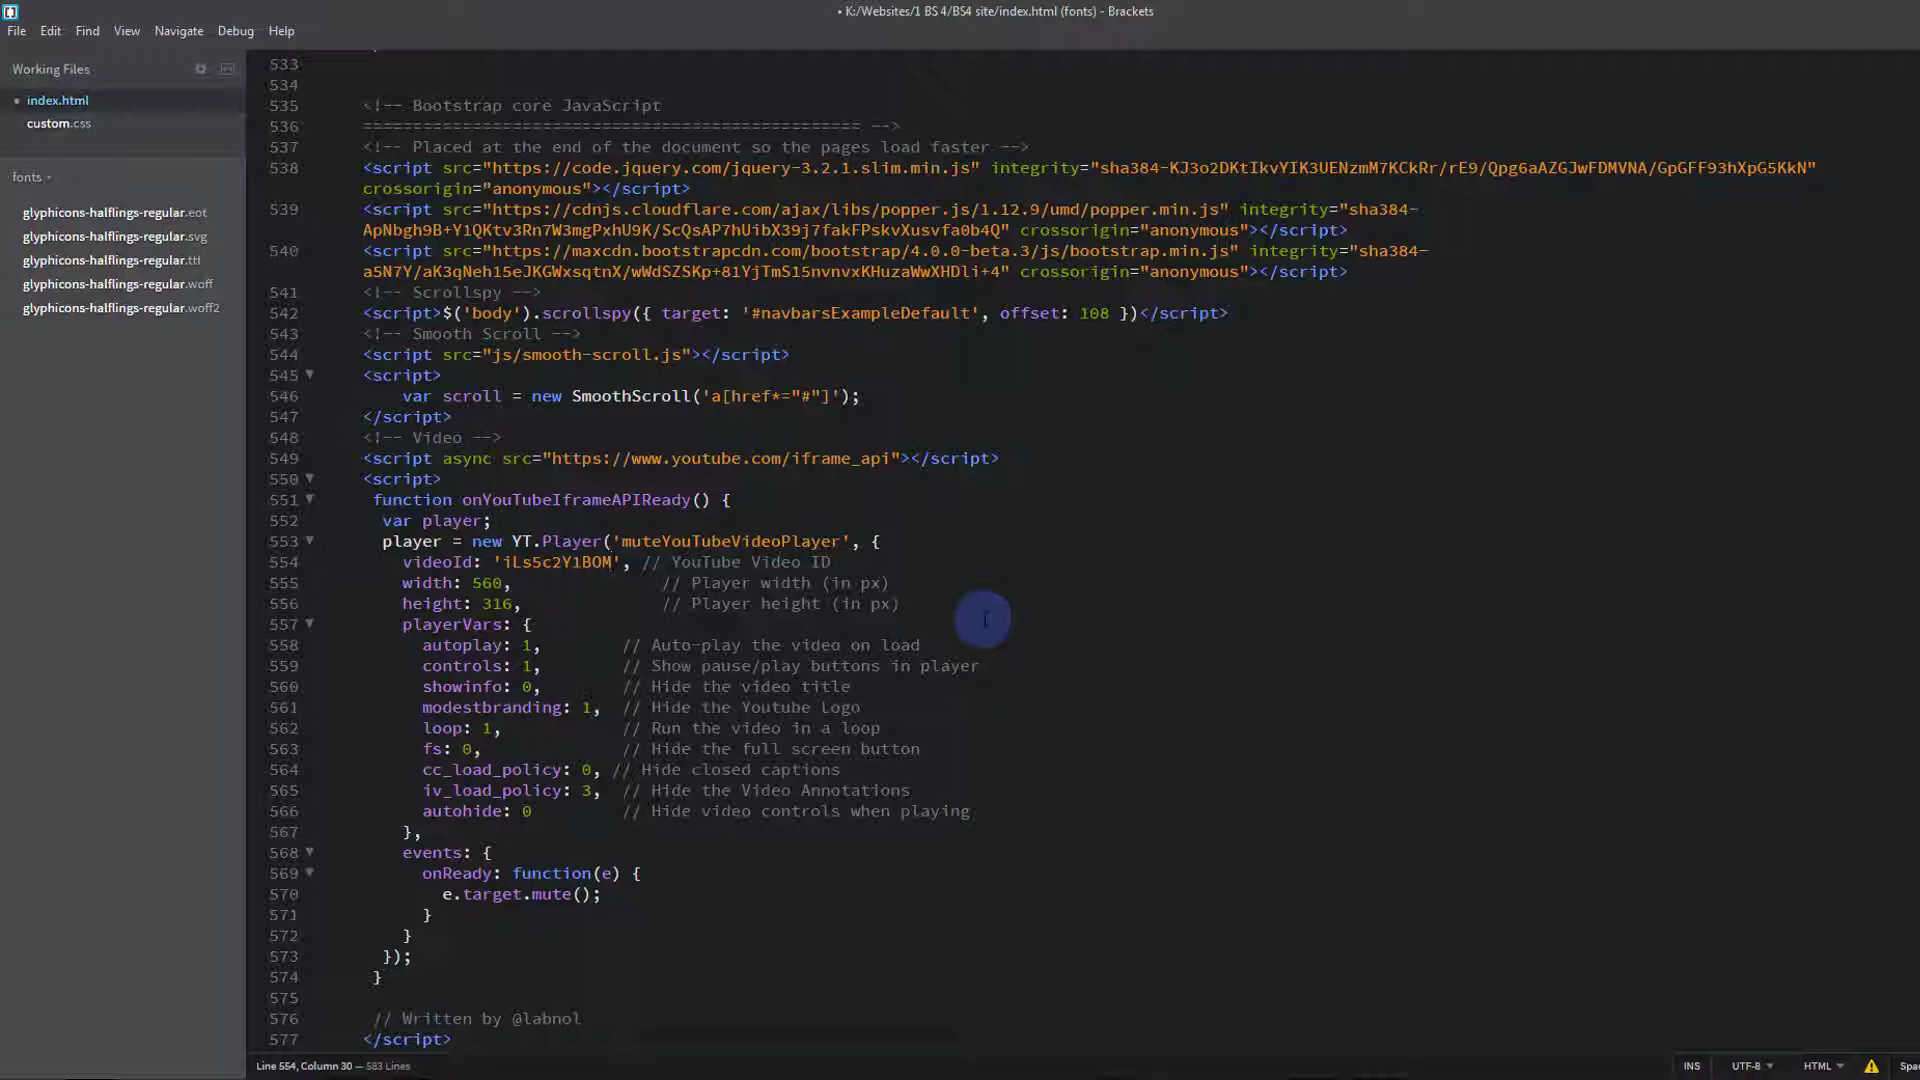 • K:/Websites/1 BS 4/BS4 site/index.html (fonts) - Brackets
File Edit Find View Navigate Debug Help
Working Files
index.html
custom.css
fonts
glyphicons-halflings-regular.eot
glyphicons-halflings-regular.svg
glyphicons-halflings-regular.ttf
glyphicons-halflings-regular.woff
glyphicons-halflings-regular.woff2
533
534
535 <!-- Bootstrap core JavaScript
536 ================================================== -->
537 <!-- Placed at the end of the document so the pages load faster -->
538 <script src="https://code.jquery.com/jquery-3.2.1.slim.min.js" integrity="sha384-KJ3o2DKtIkvYIK3UENzmM7KCkRr/rE9/Qpg6aAZGJwFDMVNA/GpGFF93hXpG5KkN"
crossorigin="anonymous"></script>
539 <script src="https://cdnjs.cloudflare.com/ajax/libs/popper.js/1.12.9/umd/popper.min.js" integrity="sha384-
ApNbgh9B+Y1QKtv3Rn7W3mgPxhU9K/ScQsAP7hUibX39j7fakFPskvXusvfa0b4Q" crossorigin="anonymous"></script>
540 <script src="https://maxcdn.bootstrapcdn.com/bootstrap/4.0.0-beta.3/js/bootstrap.min.js" integrity="sha384-
a5N7Y/aK3qNeh15eJKGWxsqtnX/wWdSZSKp+81YjTmS15nvnvxKHuzaWwXHDli+4" crossorigin="anonymous"></script>
541 <!-- Scrollspy -->
542 <script>$('body').scrollspy({ target: '#navbarsExampleDefault', offset: 108 })</script>
543 <!-- Smooth Scroll -->
544 <script src="js/smooth-scroll.js"></script>
545 <script>
546 var scroll = new SmoothScroll('a[href*="#"]');
547 </script>
548 <!-- Video -->
549 <script async src="https://www.youtube.com/iframe_api"></script>
550 <script>
551 function onYouTubeIframeAPIReady() {
552 var player;
553 player = new YT.Player('muteYouTubeVideoPlayer', {
554 videoId: 'iLs5c2Y1BOM', // YouTube Video ID
555 width: 560, // Player width (in px)
556 height: 316, // Player height (in px)
557 playerVars: {
558 autoplay: 1, // Auto-play the video on load
559 controls: 1, // Show pause/play buttons in player
560 showinfo: 0, // Hide the video title
561 modestbranding: 1, // Hide the Youtube Logo
562 loop: 1, // Run the video in a loop
563 fs: 0, // Hide the full screen button
564 cc_load_policy: 0, // Hide closed captions
565 iv_load_policy: 3, // Hide the Video Annotations
566 autohide: 0 // Hide video controls when playing
567 },
568 events: {
569 onReady: function(e) {
570 e.target.mute();
571 }
572 }
573 });
574 }
575
576 // Written by @labnol
577 </script>
Line 554, Column 30 — 583 Lines
INS UTF-8 HTML Spa